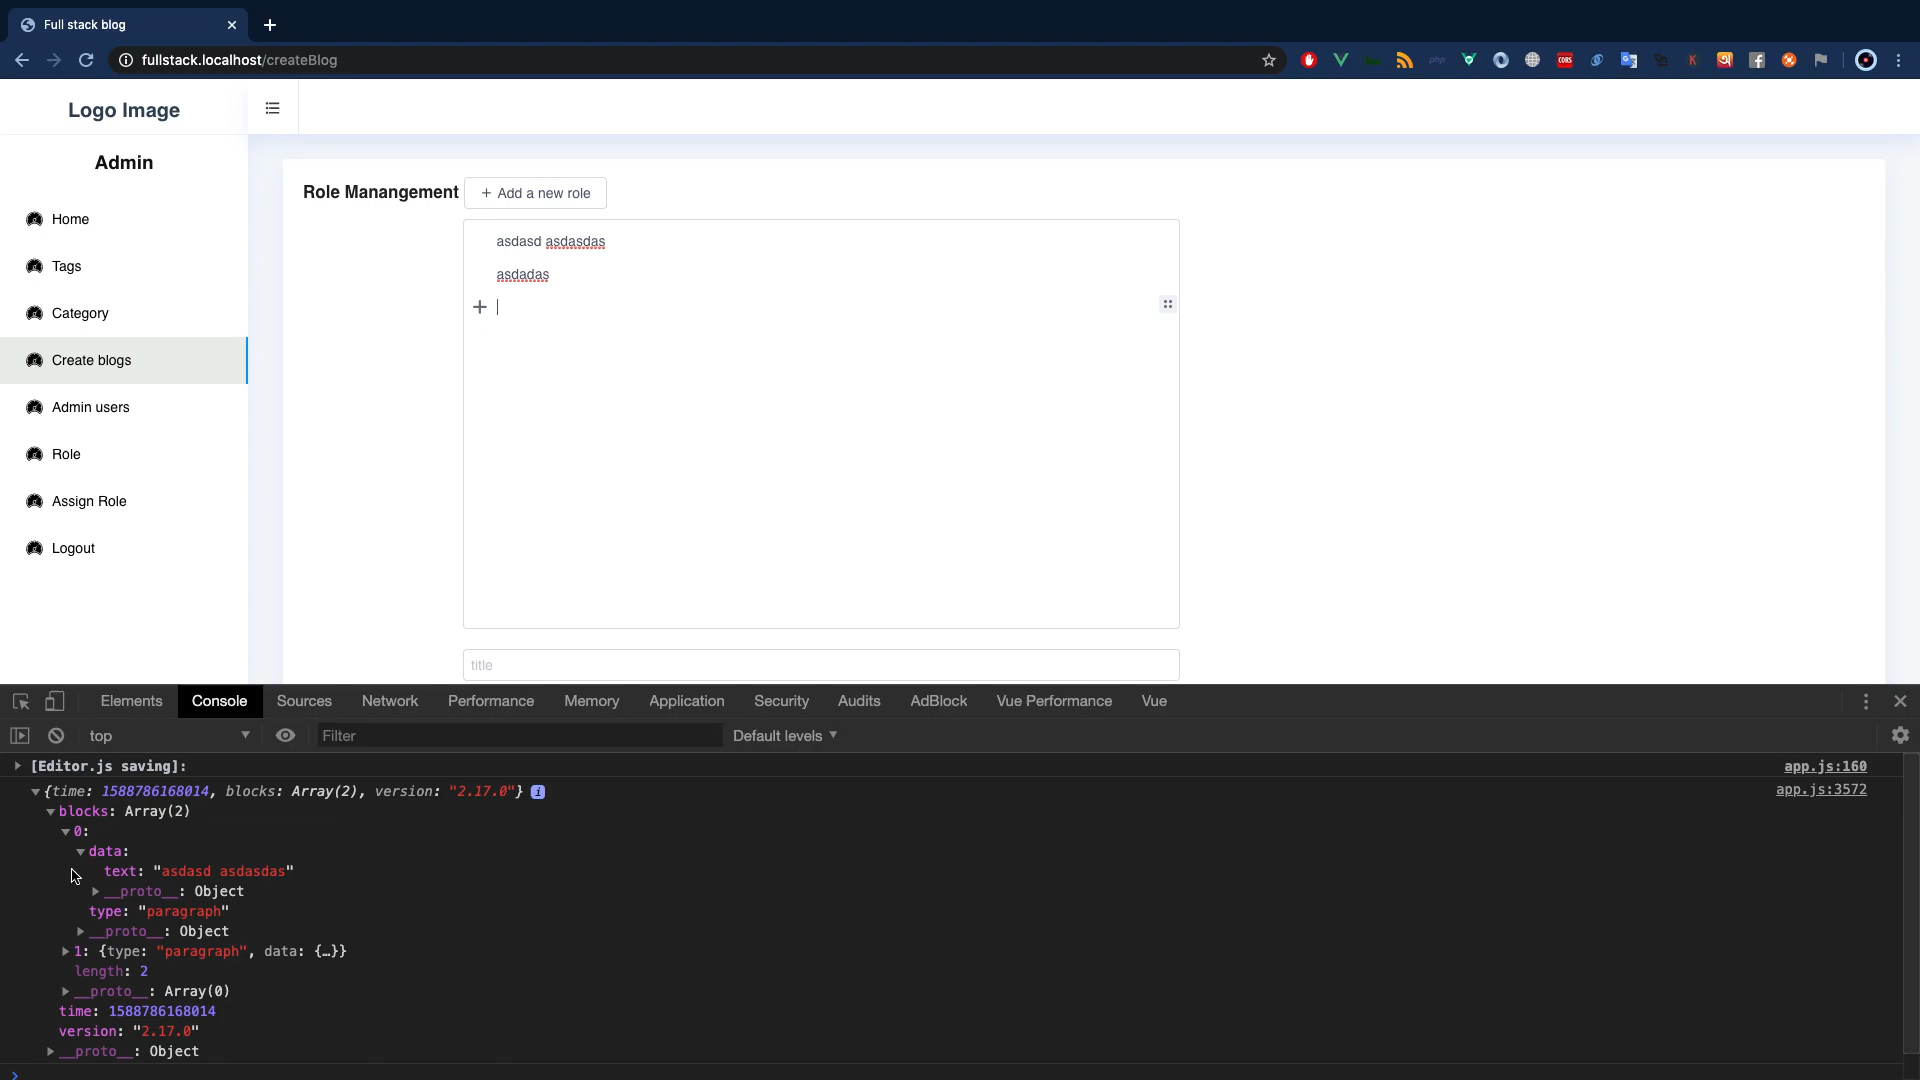 Full stack blog
fullstack.localhost/createBlog
php
CORS
K
Logo Image
Admin
Home
Tags
Category
Create blogs
Admin users
Role
Assign Role
Logout
Role Manangement
+ Add a new role
asdasd asdasdas
asdadas
title
Elements Console Sources Network Performance Memory Application Security Audits AdBlock Vue Performance Vue
top
Filter
Default levels
[Editor.js saving]: app.js:160
{time: 1588786168014, blocks: Array(2), version: "2.17.0"} i app.js:3572
blocks: Array(2)
0:
data:
text: "asdasd asdasdas"
__proto__: Object
type: "paragraph"
__proto__: Object
1: {type: "paragraph", data: {…}}
length: 2
__proto__: Array(0)
time: 1588786168014
version: "2.17.0"
__proto__: Object